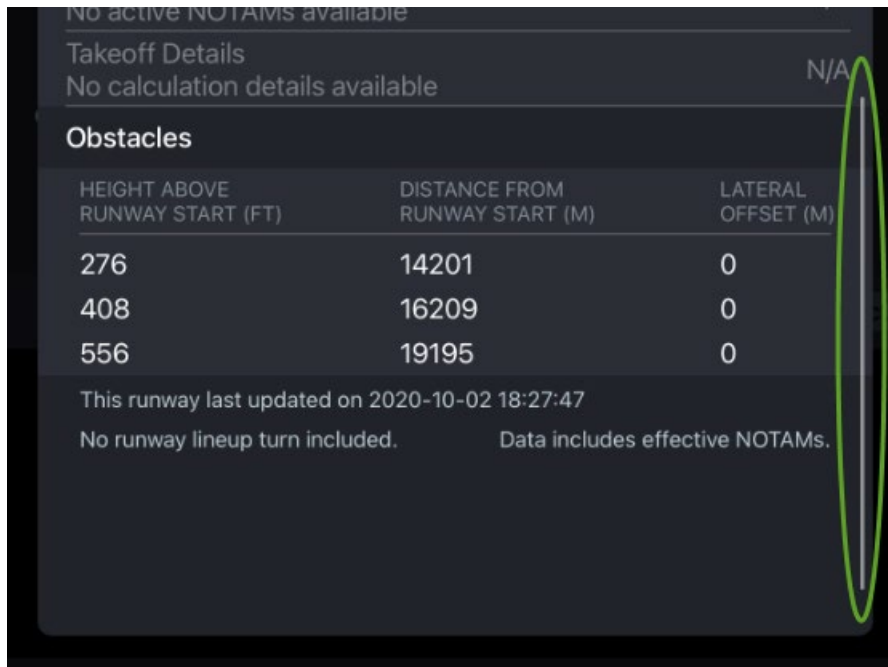 No active NOTAMs available
Takeoff Details
No calculation details available
N/A
Obstacles
HEIGHT ABOVE RUNWAY START (FT) DISTANCE FROM RUNWAY START (M) LATERAL OFFSET (M)
276 14201 0
408 16209 0
556 19195 0
This runway last updated on 2020-10-02 18:27:47
No runway lineup turn included. Data includes effective NOTAMs.